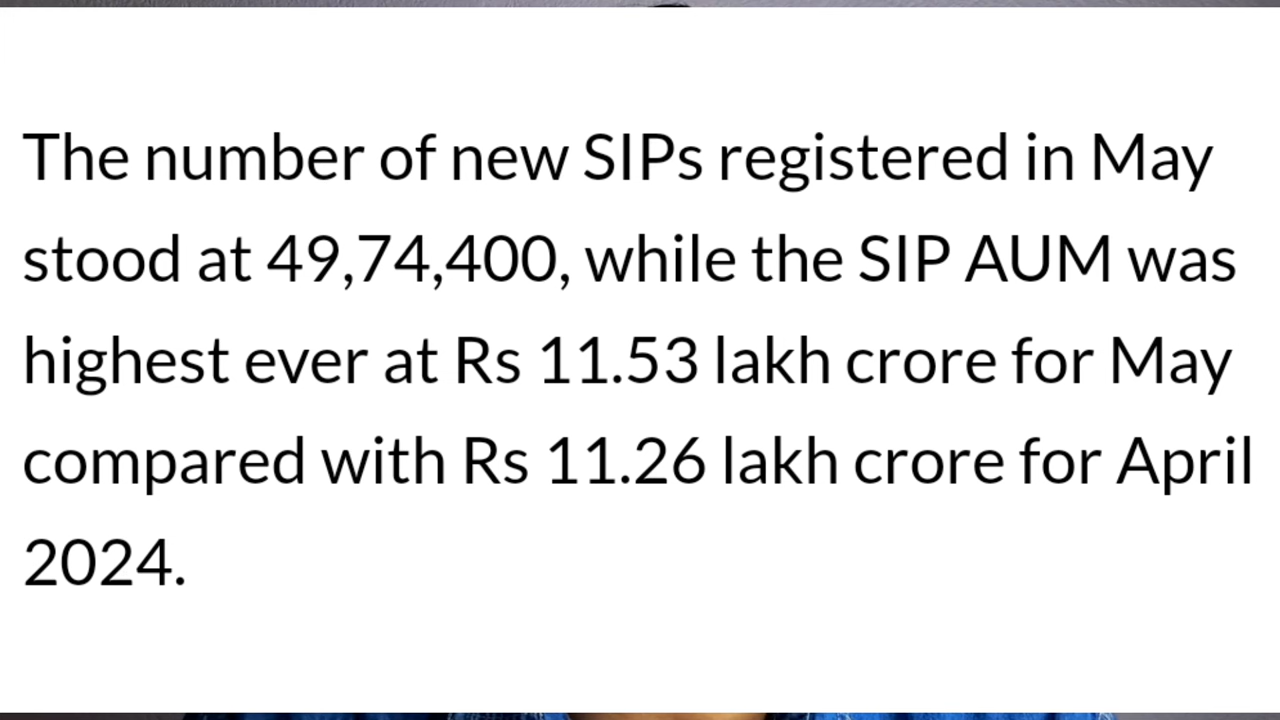 The number of new SIPs registered in May
stood at 49,74,400, while the SIP AUM was
highest ever at Rs 11.53 lakh crore for May
compared with Rs 11.26 lakh crore for April
2024.